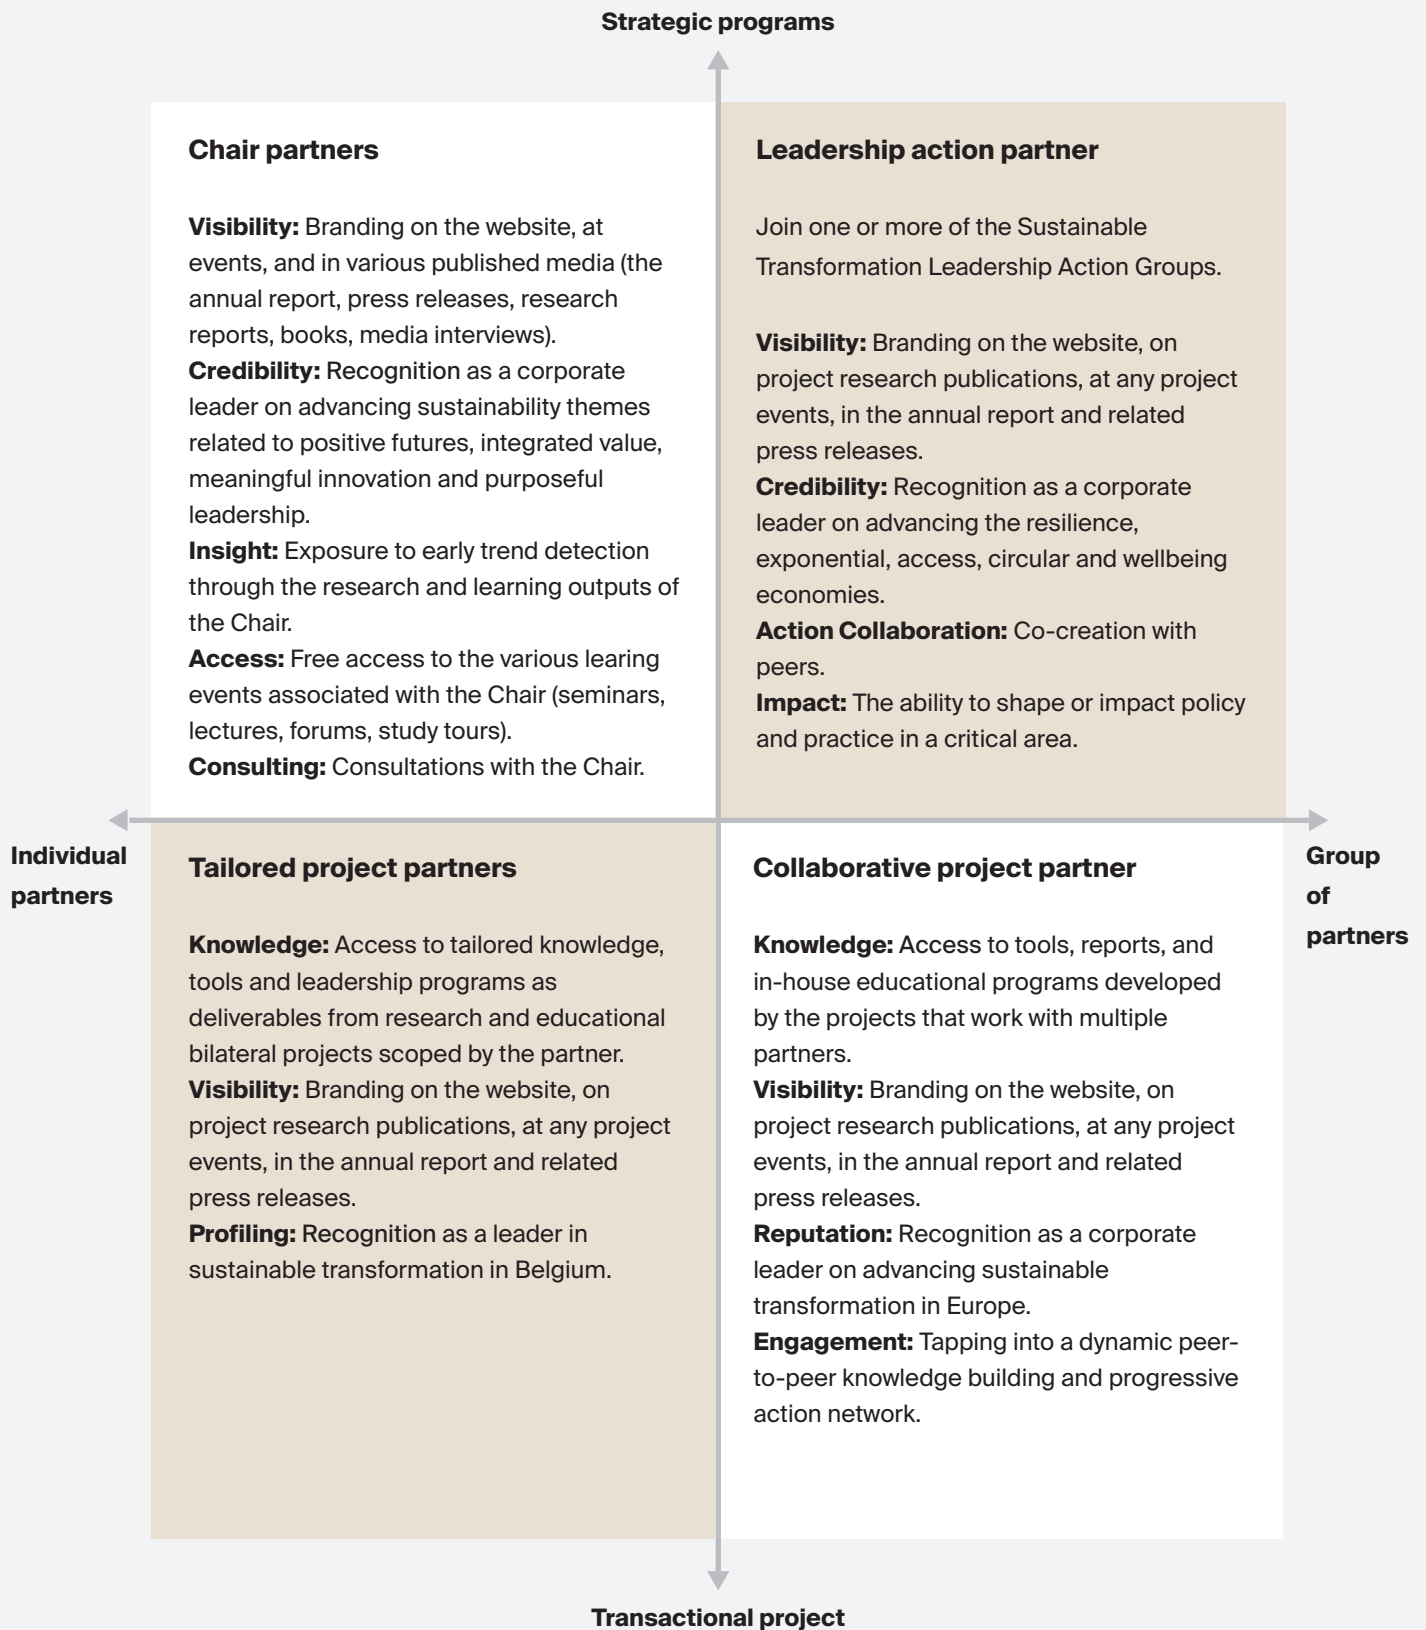 Strategic programs
Chair partners
Visibility: Branding on the website, at
events, and in various published media (the
annual report, press releases, research
reports, books, media interviews).
Credibility: Recognition as a corporate
leader on advancing sustainability themes
related to positive futures, integrated value,
meaningful innovation and purposeful
leadership.
Insight: Exposure to early trend detection
through the research and learning outputs of
the Chair.
Access: Free access to the various learing
events associated with the Chair (seminars,
lectures, forums, study tours).
Consulting: Consultations with the Chair.
Leadership action partner
Join one or more of the Sustainable
Transformation Leadership Action Groups.
Visibility: Branding on the website, on
project research publications, at any project
events, in the annual report and related
press releases.
Credibility: Recognition as a corporate
leader on advancing the resilience,
exponential, access, circular and wellbeing
economies.
Action Collaboration: Co-creation with
peers.
Impact: The ability to shape or impact policy
and practice in a critical area.
Individual
partners
Group
of
partners
Tailored project partners
Knowledge: Access to tailored knowledge,
tools and leadership programs as
deliverables from research and educational
bilateral projects scoped by the partner.
Visibility: Branding on the website, on
project research publications, at any project
events, in the annual report and related
press releases.
Profiling: Recognition as a leader in
sustainable transformation in Belgium.
Collaborative project partner
Knowledge: Access to tools, reports, and
in-house educational programs developed
by the projects that work with multiple
partners.
Visibility: Branding on the website, on
project research publications, at any project
events, in the annual report and related
press releases.
Reputation: Recognition as a corporate
leader on advancing sustainable
transformation in Europe.
Engagement: Tapping into a dynamic peer-
to-peer knowledge building and progressive
action network.
Transactional project